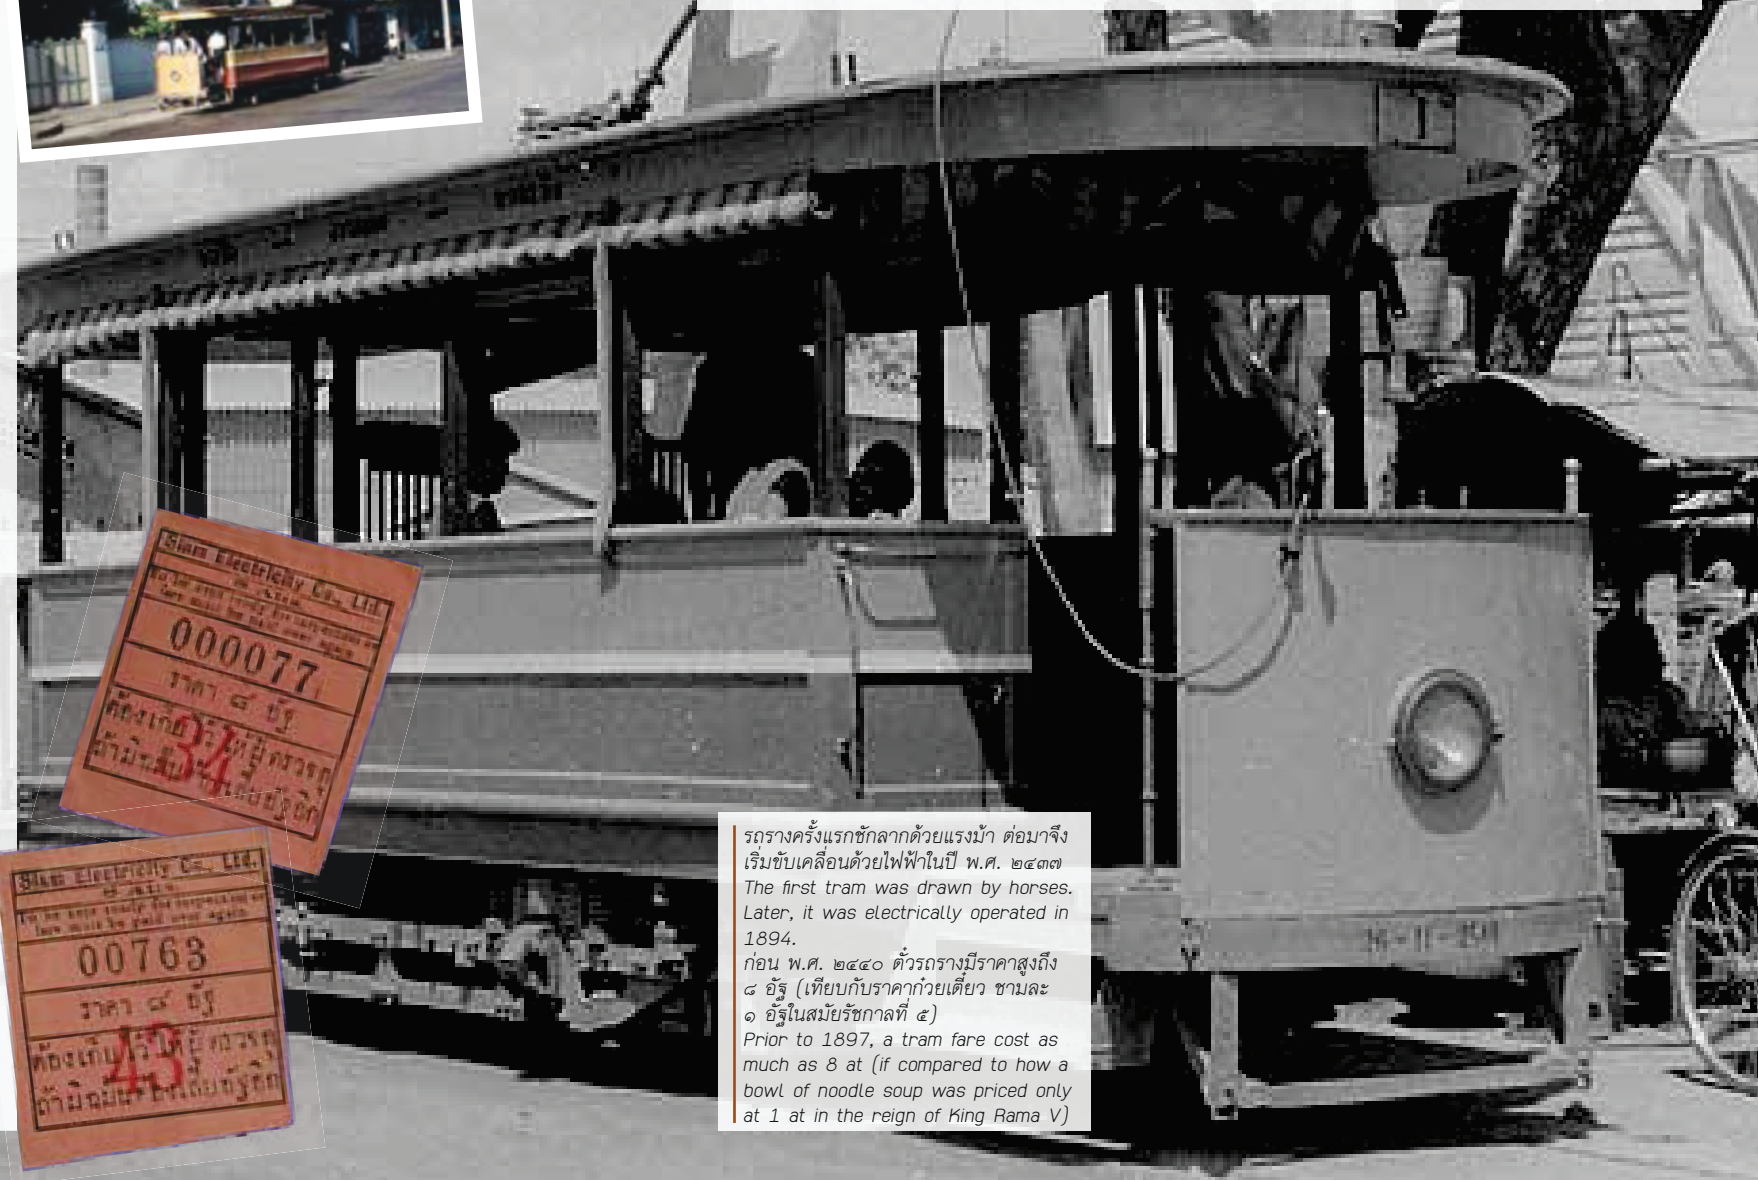 Siam Electricity Co., Ltd.
000077
ราคา ๘ อัฐ
34
Siam Electricity Co., Ltd.
00763
ราคา ๘ อัฐ
43
1
รถรางครั้งแรกชักลากด้วยแรงม้า ต่อมาจึง
เริ่มขับเคลื่อนด้วยไฟฟ้าในปี พ.ศ. ๒๔๓๗
The first tram was drawn by horses.
Later, it was electrically operated in
1894.
ก่อน พ.ศ. ๒๔๔๐ ตั๋วรถรางมีราคาสูงถึง
๘ อัฐ (เทียบกับราคาก๋วยเตี๋ยว ชามละ
๑ อัฐในสมัยรัชกาลที่ ๕)
Prior to 1897, a tram fare cost as
much as 8 at (if compared to how a
bowl of noodle soup was priced only
at 1 at in the reign of King Rama V)